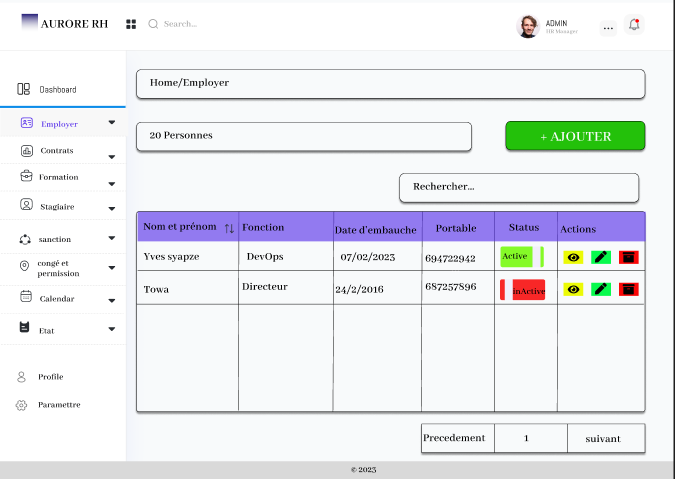 AURORE RH
Search...
ADMIN
HR Manager
Dashboard
Employer
Contrats
Formation
Stagiaire
sanction
congé et
permission
Calendar
Etat
Profile
Paramettre
Home/Employer
20 Personnes
+ AJOUTER
Rechercher...
Nom et prénom Fonction Date d'embauche Portable Status Actions
Yves syapze DevOps 07/02/2023 694722942 Active
Towa Directeur 24/2/2016 687257896 inActive
Precedement 1 suivant
© 2023